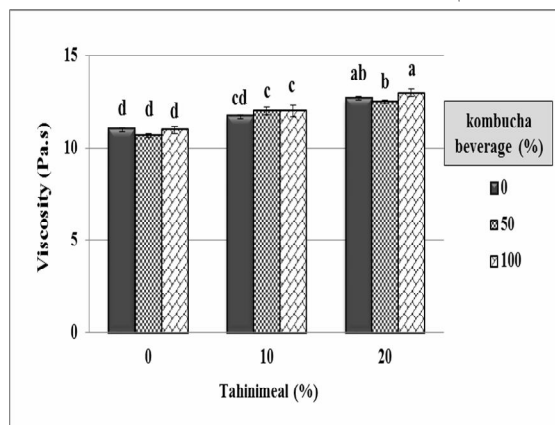 15
10
5
0
Viscosity (Pa.s)
d d d
cd c c
ab b a
0 10 20
Tahinimeal (%)
kombucha
beverage (%)
0
50
100